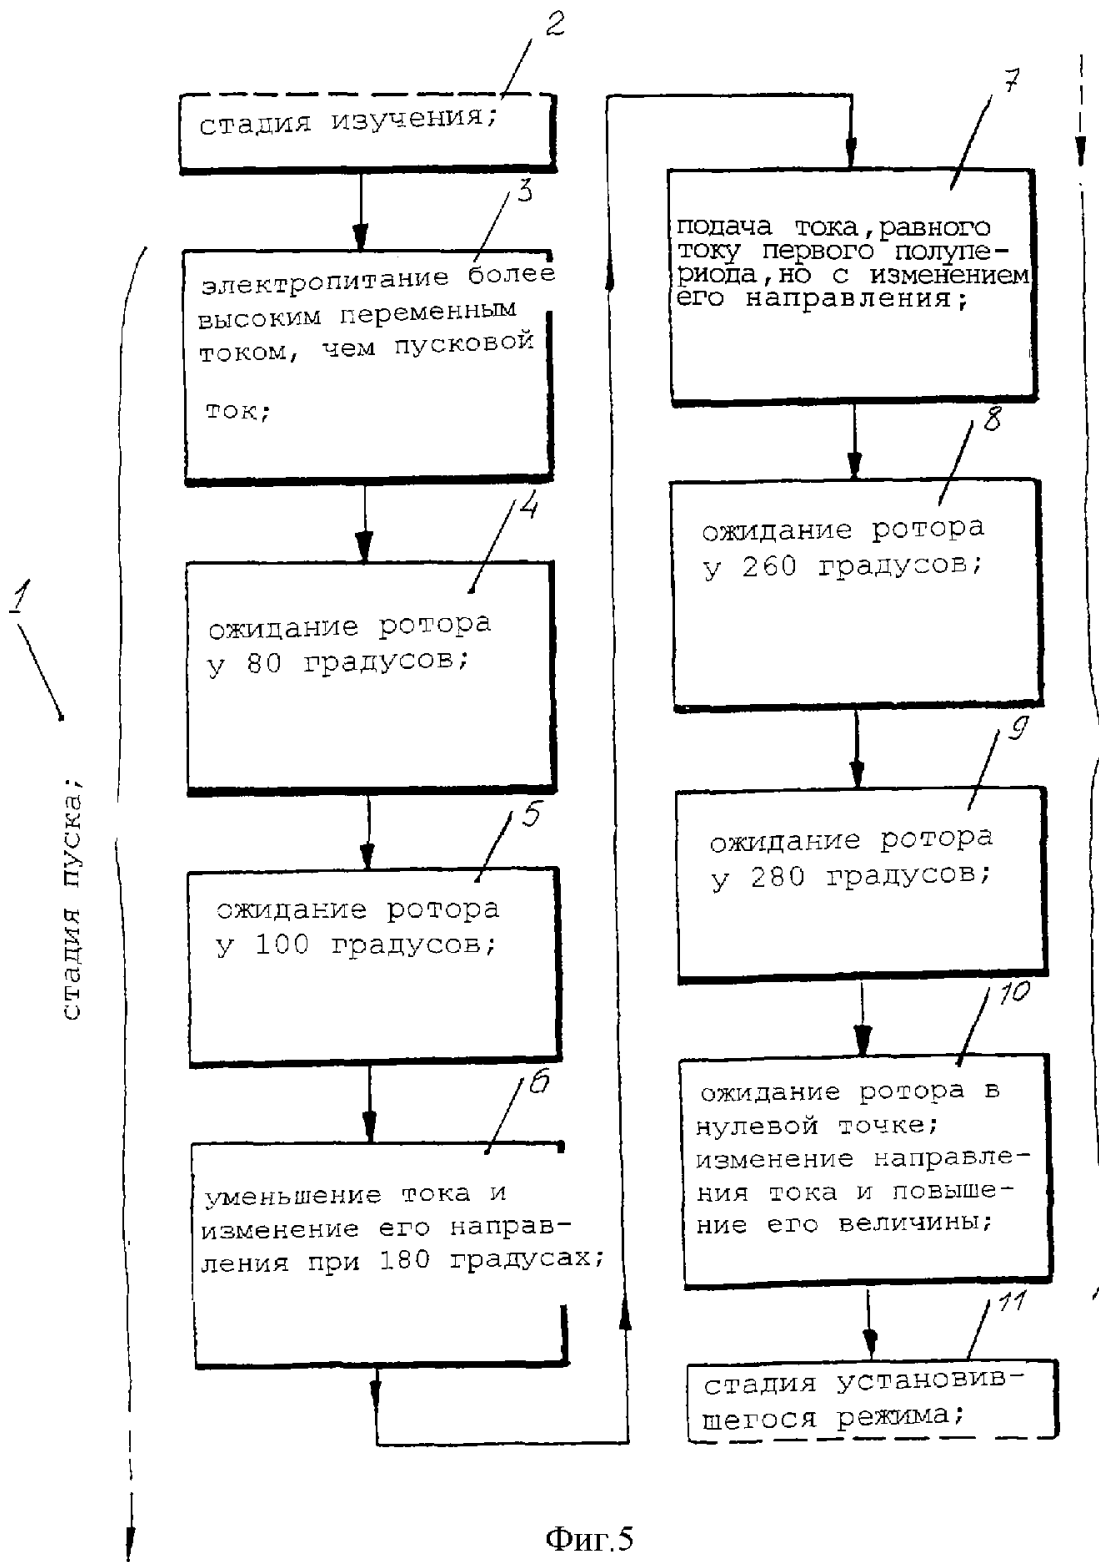 2
стадия изучения;
3
электропитание более
высоким переменным
током, чем пусковой
ток;
4
ожидание ротора
у 80 градусов;
5
ожидание ротора
у 100 градусов;
6
уменьшение тока и
изменение его направ-
ления при 180 градусах;
1
стадия пуска;
7
подача тока, равного
току первого полупе-
риода, но с изменением
его направления;
8
ожидание ротора
у 260 градусов;
9
ожидание ротора
у 280 градусов;
10
ожидание ротора в
нулевой точке;
изменение направле-
ния тока и повыше-
ние его величины;
11
стадия установив-
шегося режима;
Фиг.5